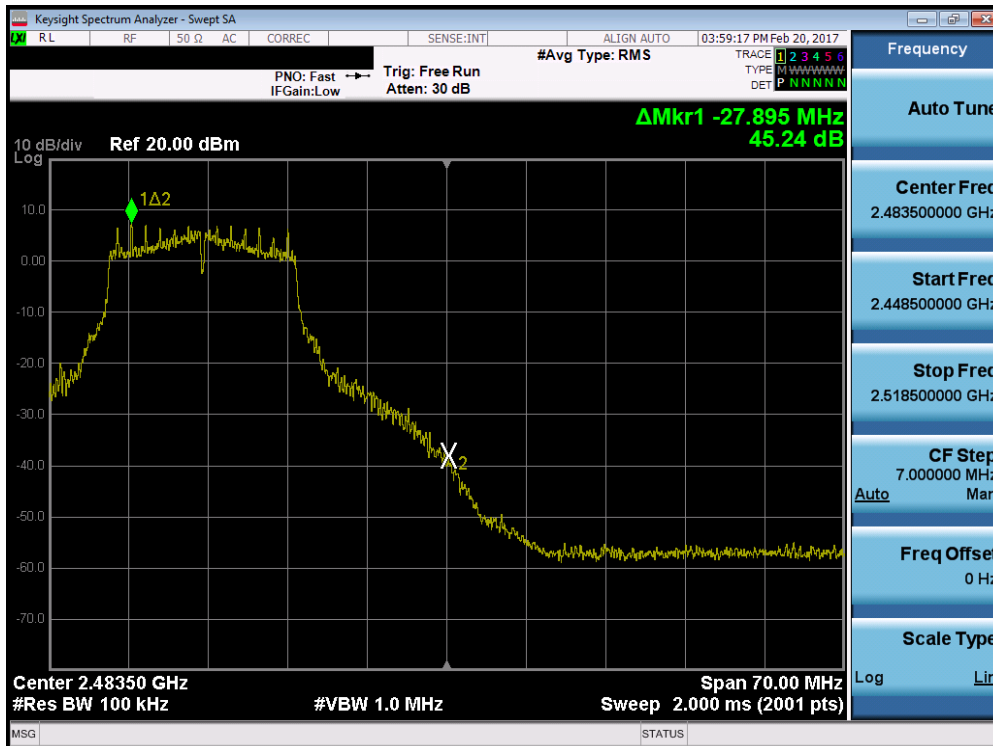 Keysight Spectrum Analyzer - Swept SA
LXI RL RF 50 Ω AC CORREC SENSE:INT ALIGN AUTO 03:59:17 PM Feb 20, 2017
#Avg Type: RMS TRACE 1 2 3 4 5 6
PNO: Fast Trig: Free Run TYPE M WWWWW
IFGain:Low Atten: 30 dB DET P N N N N N
ΔMkr1 -27.895 MHz
45.24 dB
10 dB/div Ref 20.00 dBm
Log
1Δ2
10.0
0.00
-10.0
-20.0
-30.0
-40.0
2
-50.0
-60.0
-70.0
Center 2.48350 GHz Span 70.00 MHz
#Res BW 100 kHz #VBW 1.0 MHz Sweep 2.000 ms (2001 pts)
MSG STATUS
Frequency
Auto Tune
Center Freq
2.483500000 GHz
Start Freq
2.448500000 GHz
Stop Freq
2.518500000 GHz
CF Step
7.000000 MHz
Auto Man
Freq Offset
0 Hz
Scale Type
Log Lin